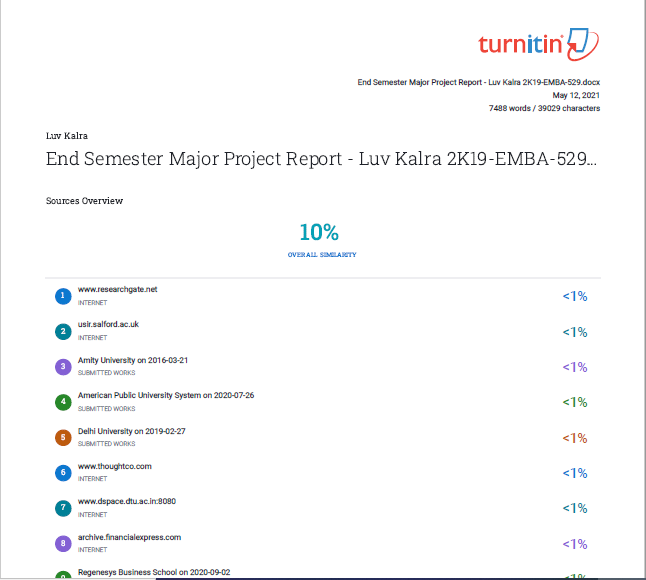 turnitin
End Semester Major Project Report - Luv Kalra 2K19-EMBA-529.docx
May 12, 2021
7488 words / 39029 characters
Luv Kalra
End Semester Major Project Report - Luv Kalra 2K19-EMBA-529...
Sources Overview
10%
OVERALL SIMILARITY
1 www.researchgate.net <1%
INTERNET
2 usir.salford.ac.uk <1%
INTERNET
3 Amity University on 2016-03-21 <1%
SUBMITTED WORKS
4 American Public University System on 2020-07-26 <1%
SUBMITTED WORKS
5 Delhi University on 2019-02-27 <1%
SUBMITTED WORKS
6 www.thoughtco.com <1%
INTERNET
7 www.dspace.dtu.ac.in:8080 <1%
INTERNET
8 archive.financialexpress.com <1%
INTERNET
9 Regenesys Business School on 2020-09-02 <1%